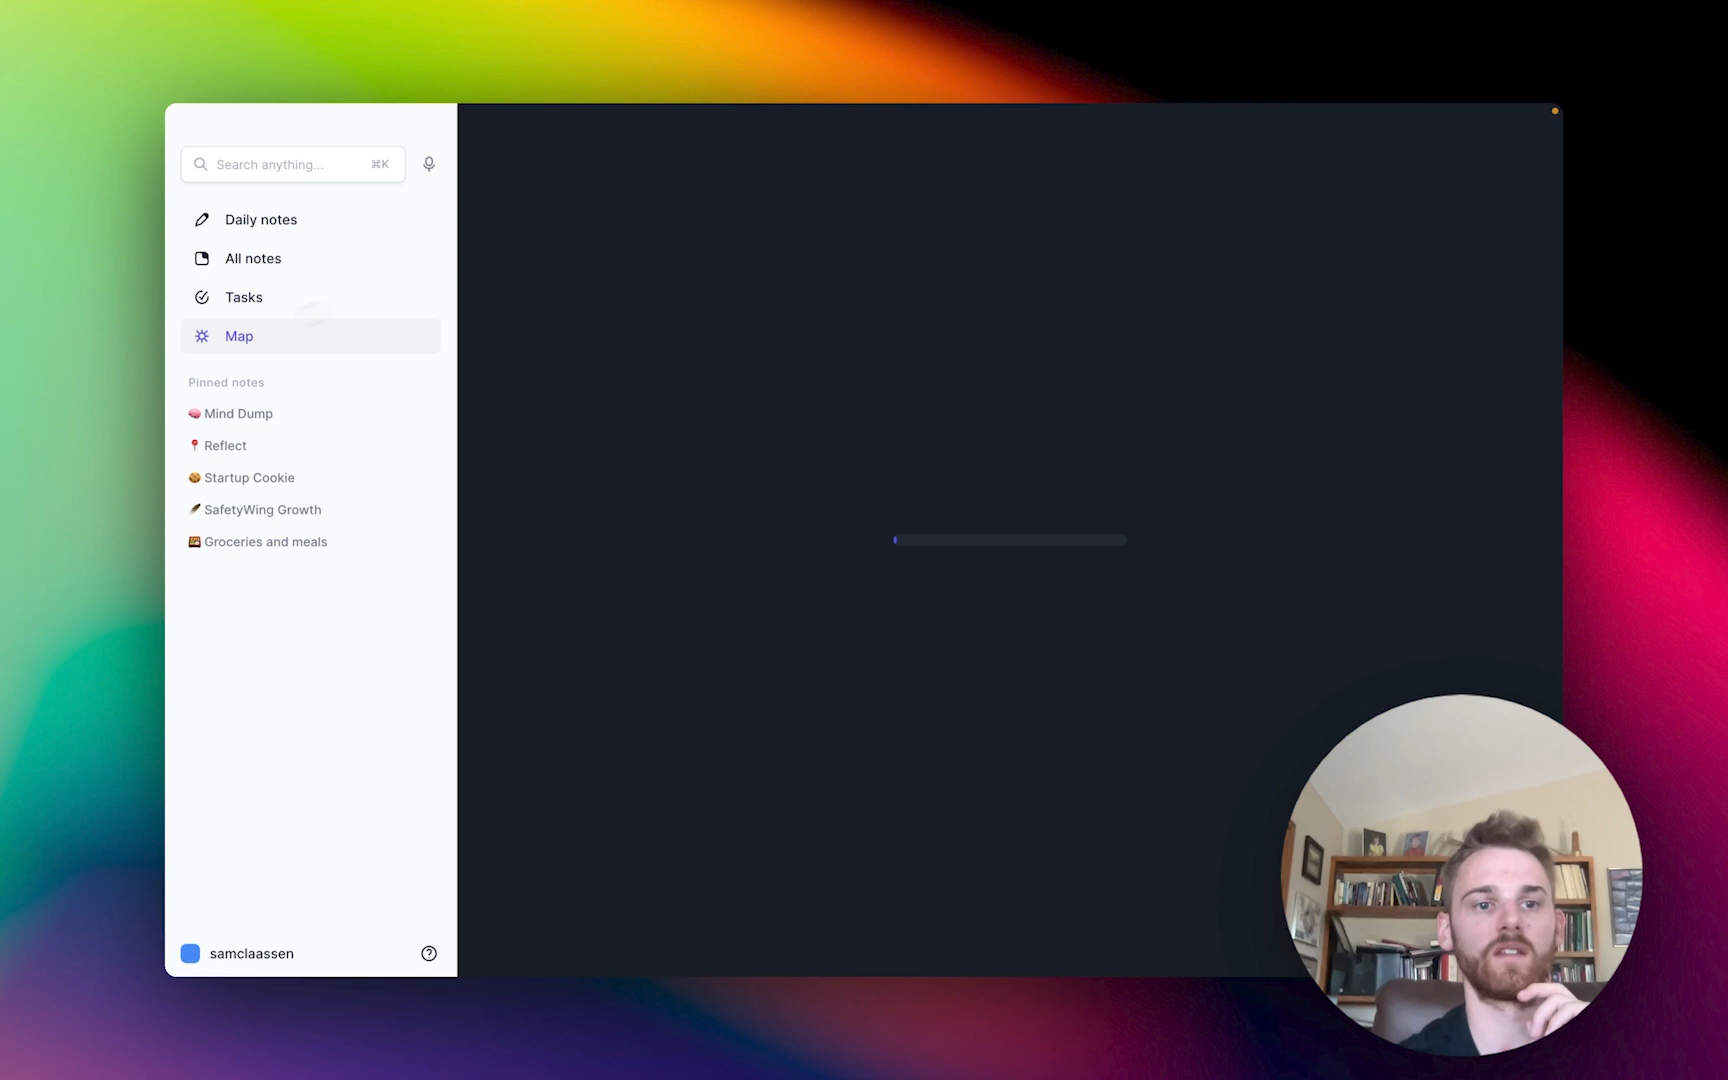 Search anything... ⌘K
Daily notes
All notes
Tasks
Map
Pinned notes
🧠 Mind Dump
📍 Reflect
🍪 Startup Cookie
🪶 SafetyWing Growth
🍱 Groceries and meals
samclaassen